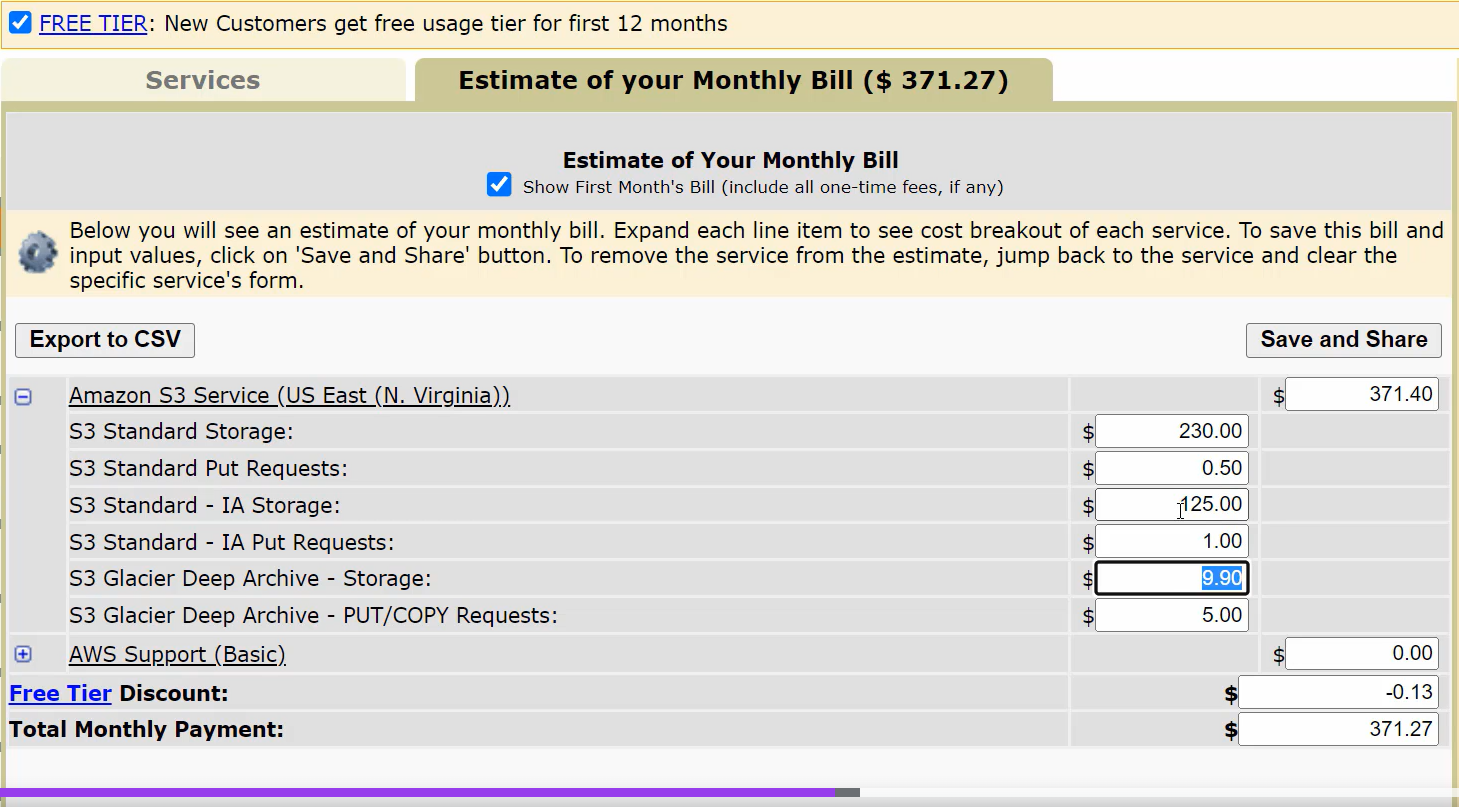 FREE TIER: New Customers get free usage tier for first 12 months
Services
Estimate of your Monthly Bill ($ 371.27)
Estimate of Your Monthly Bill
Show First Month's Bill (include all one-time fees, if any)
Below you will see an estimate of your monthly bill. Expand each line item to see cost breakout of each service. To save this bill and
input values, click on 'Save and Share' button. To remove the service from the estimate, jump back to the service and clear the
specific service's form.
Export to CSV
Save and Share
Amazon S3 Service (US East (N. Virginia)) $ 371.40
S3 Standard Storage: $ 230.00
S3 Standard Put Requests: $ 0.50
S3 Standard - IA Storage: $ 125.00
S3 Standard - IA Put Requests: $ 1.00
S3 Glacier Deep Archive - Storage: $ 9.90
S3 Glacier Deep Archive - PUT/COPY Requests: $ 5.00
AWS Support (Basic) $ 0.00
Free Tier Discount: $ -0.13
Total Monthly Payment: $ 371.27